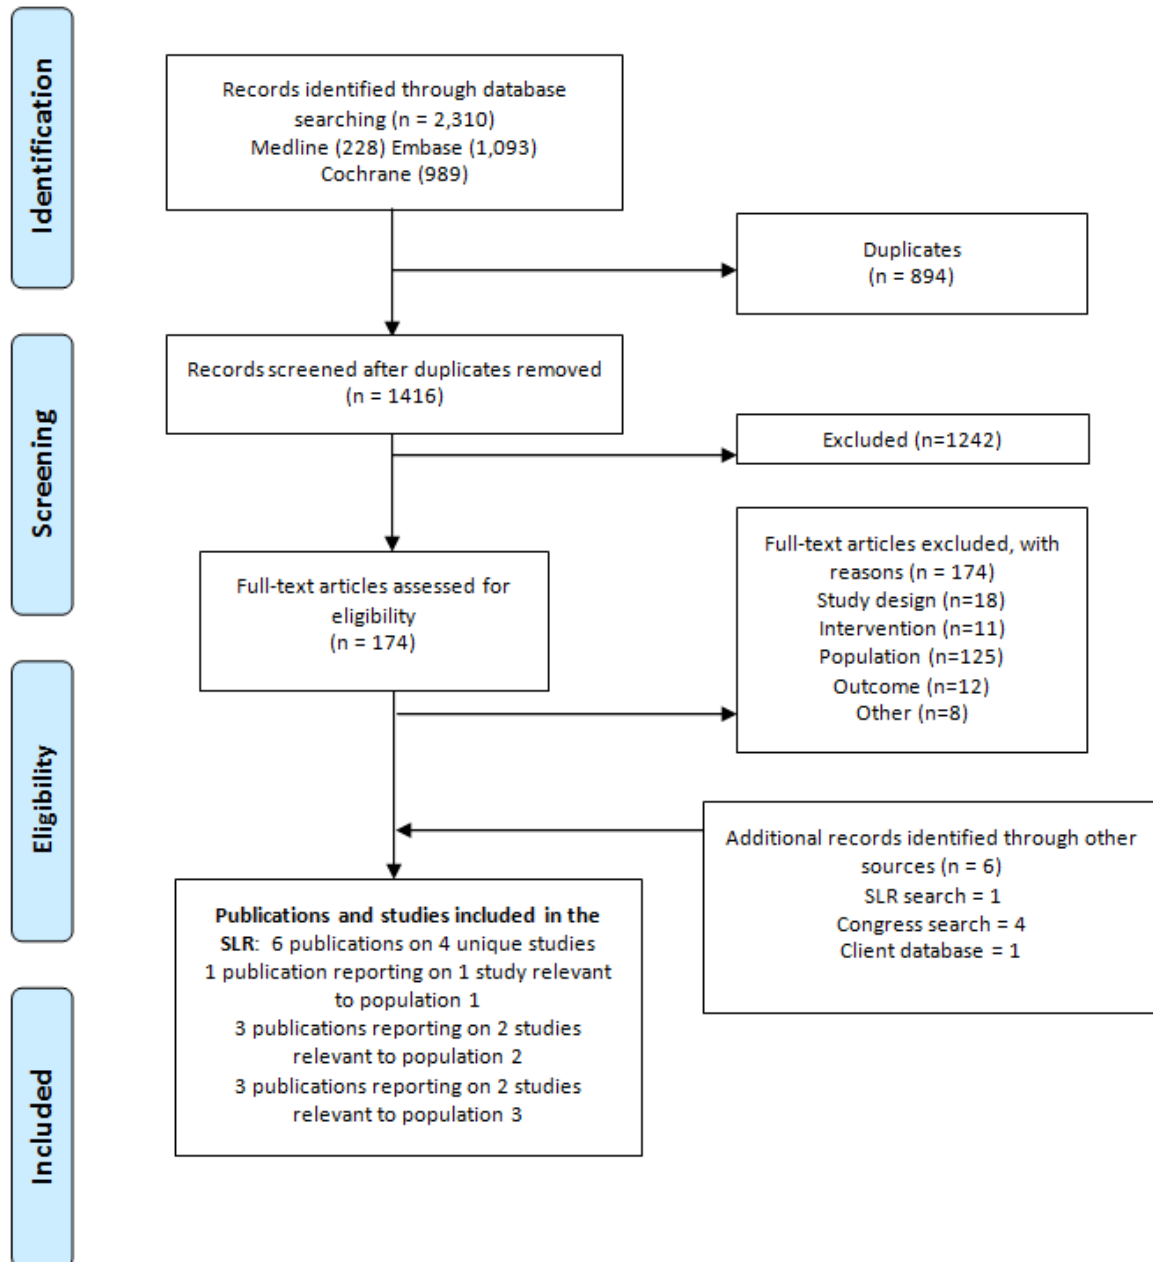 Identification
Records identified through database
searching (n = 2,310)
Medline (228) Embase (1,093)
Cochrane (989)
Duplicates
(n = 894)
Screening
Records screened after duplicates removed
(n = 1416)
Excluded (n=1242)
Full-text articles assessed for
eligibility
(n = 174)
Full-text articles excluded, with
reasons (n = 174)
Study design (n=18)
Intervention (n=11)
Population (n=125)
Outcome (n=12)
Other (n=8)
Eligibility
Additional records identified through other
sources (n = 6)
SLR search = 1
Congress search = 4
Client database = 1
Included
Publications and studies included in the
SLR: 6 publications on 4 unique studies
1 publication reporting on 1 study relevant
to population 1
3 publications reporting on 2 studies
relevant to population 2
3 publications reporting on 2 studies
relevant to population 3